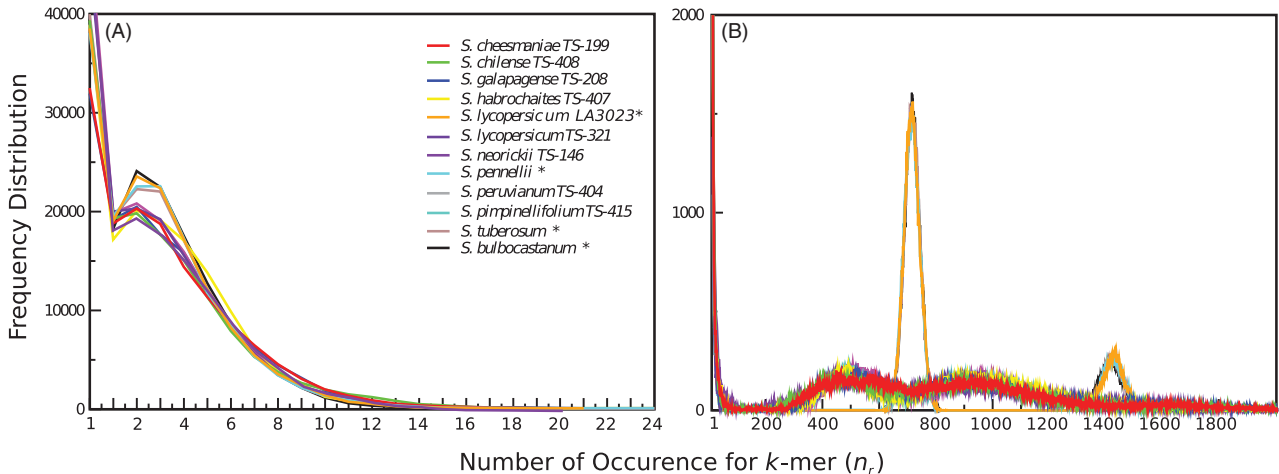 Frequency Distribution
(A)
40000
30000
20000
10000
0
1 2 4 6 8 10 12 14 16 18 20 22 24
S. cheesmaniae TS-199
S. chilense TS-408
S. galapagense TS-208
S. habrochaites TS-407
S. lycopersicum LA3023*
S. lycopersicum TS-321
S. neorickii TS-146
S. pennellii *
S. peruvianum TS-404
S. pimpinellifolium TS-415
S. tuberosum *
S. bulbocastanum *
(B)
2000
1000
0
1 200 400 600 800 1000 1200 1400 1600 1800
Number of Occurence for k-mer (nr)